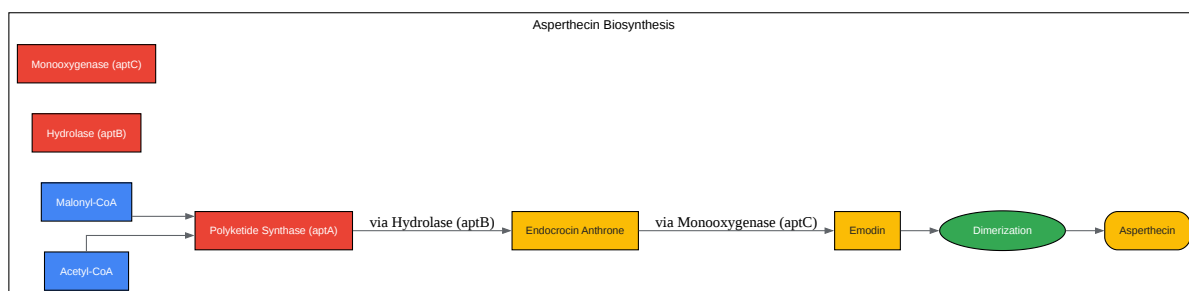 Asperthecin Biosynthesis
Monooxygenase (aptC)
Hydrolase (aptB)
Malonyl-CoA
Acetyl-CoA
Polyketide Synthase (aptA)
via Hydrolase (aptB)
Endocrocin Anthrone
via Monooxygenase (aptC)
Emodin
Dimerization
Asperthecin